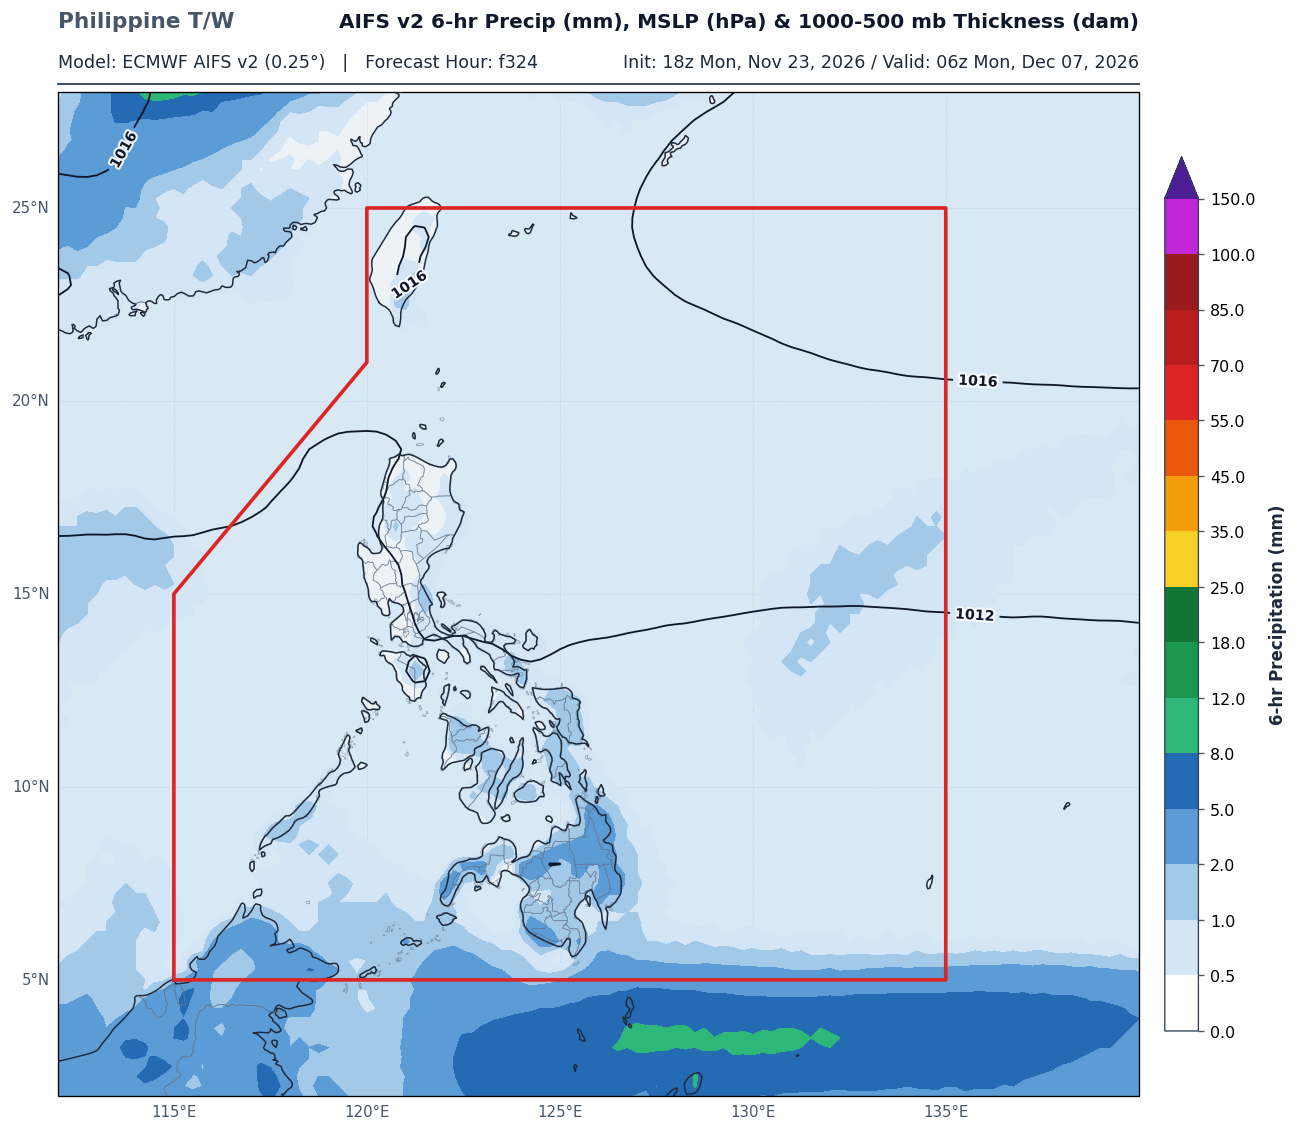 Philippine T/W
AIFS v2 6-hr Precip (mm), MSLP (hPa) & 1000-500 mb Thickness (dam)
Model: ECMWF AIFS v2 (0.25°) | Forecast Hour: f324
Init: 18z Mon, Nov 23, 2026 / Valid: 06z Mon, Dec 07, 2026
1016
1016
1016
1012
25°N
20°N
15°N
10°N
5°N
115°E
120°E
125°E
130°E
135°E
150.0
100.0
85.0
70.0
55.0
45.0
35.0
25.0
18.0
12.0
8.0
5.0
2.0
1.0
0.5
0.0
6-hr Precipitation (mm)